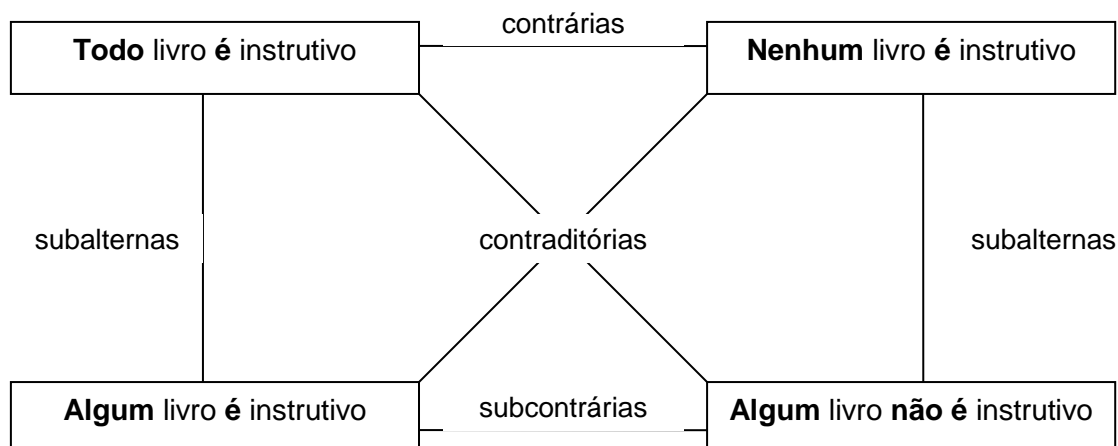 contrárias
Todo livro é instrutivo
Nenhum livro é instrutivo
subalternas
contraditórias
subalternas
Algum livro é instrutivo
subcontrárias
Algum livro não é instrutivo